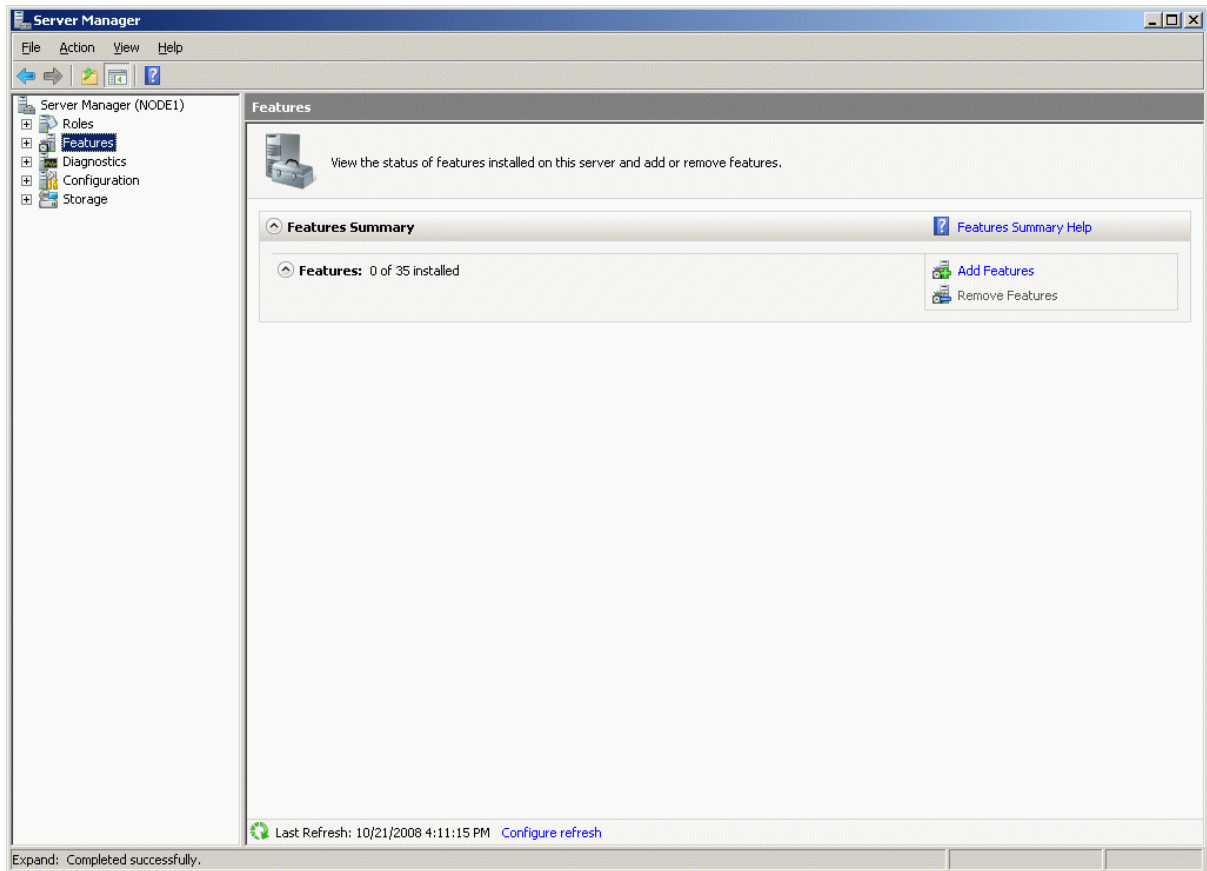 Server Manager
File Action View Help
Server Manager (NODE1)
Roles
Features
Diagnostics
Configuration
Storage
Features
View the status of features installed on this server and add or remove features.
Features Summary
Features Summary Help
Features: 0 of 35 installed
Add Features
Remove Features
Last Refresh: 10/21/2008 4:11:15 PM Configure refresh
Expand: Completed successfully.